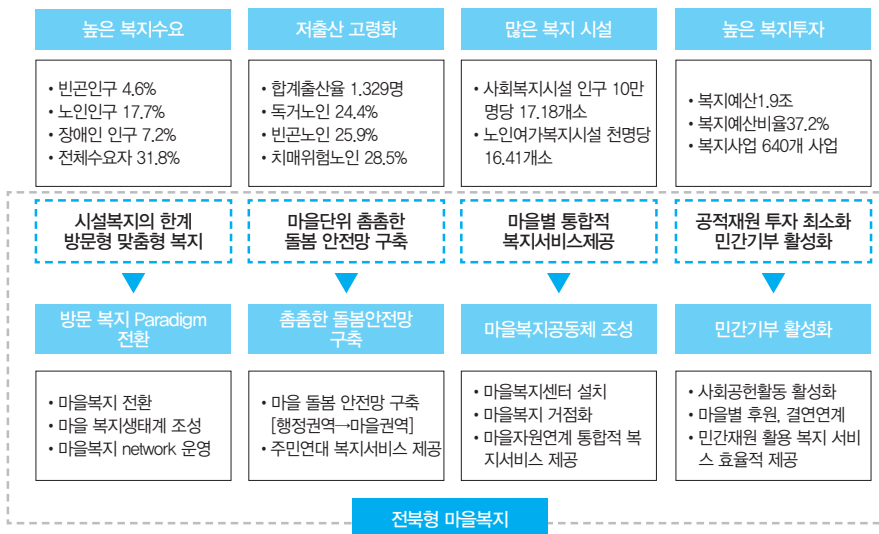 높은 복지수요
저출산 고령화
많은 복지 시설
높은 복지투자
• 빈곤인구 4.6%
• 노인인구 17.7%
• 장애인 인구 7.2%
• 전체수요자 31.8%
• 합계출산율 1.329명
• 독거노인 24.4%
• 빈곤노인 25.9%
• 치매위험노인 28.5%
• 사회복지시설 인구 10만
명당 17.18개소
• 노인여가복지시설 천명당
16.41개소
• 복지예산1.9조
• 복지예산비율37.2%
• 복지사업 640개 사업
시설복지의 한계
방문형 맞춤형 복지
마을단위 촘촘한
돌봄 안전망 구축
마을별 통합적
복지서비스제공
공적재원 투자 최소화
민간기부 활성화
방문 복지 Paradigm
전환
촘촘한 돌봄안전망
구축
마을복지공동체 조성
민간기부 활성화
• 마을복지 전환
• 마을 복지생태계 조성
• 마을복지 network 운영
• 마을 돌봄 안전망 구축
[행정권역→마을권역]
• 주민연대 복지서비스 제공
• 마을복지센터 설치
• 마을복지 거점화
• 마을자원연계 통합적 복
지서비스 제공
• 사회공헌활동 활성화
• 마을별 후원, 결연연계
• 민간재원 활용 복지 서비
스 효율적 제공
전북형 마을복지